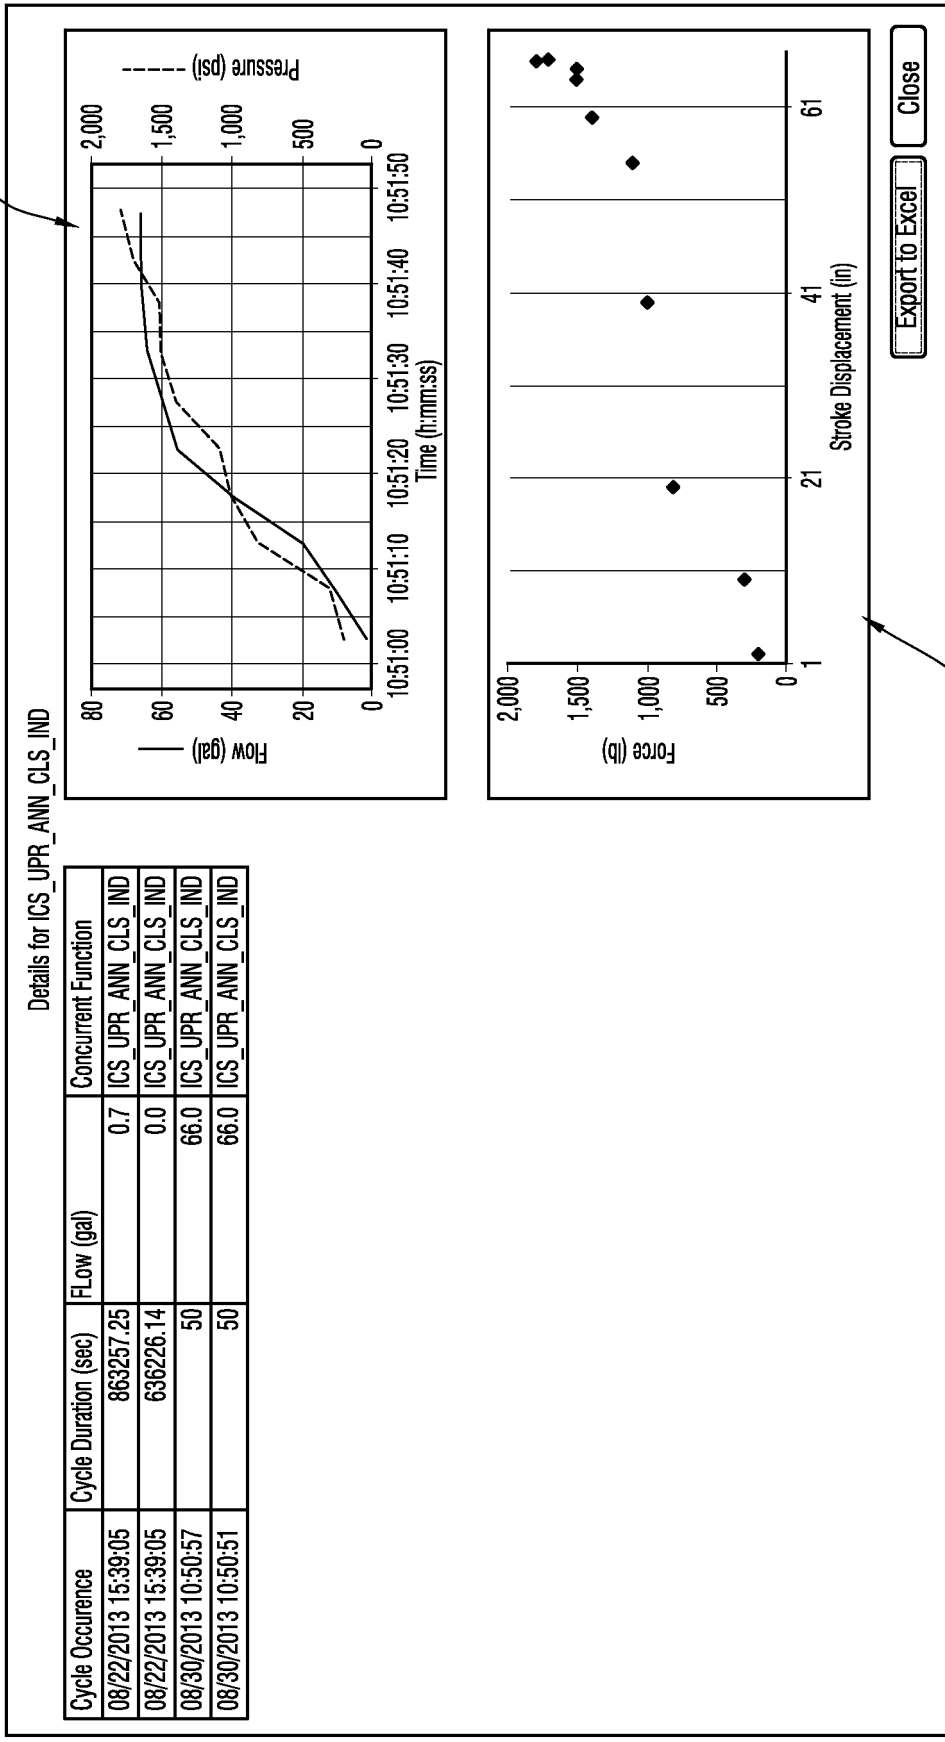 Details for ICS_UPR_ANN_CLS_IND
Cycle Occurence Cycle Duration (sec) FLow (gal) Concurrent Function
08/22/2013 15:39:05 863257.25 0.7 ICS_UPR_ANN_CLS_IND
08/22/2013 15:39:05 636226.14 0.0 ICS_UPR_ANN_CLS_IND
08/30/2013 10:50:57 50 66.0 ICS_UPR_ANN_CLS_IND
08/30/2013 10:50:51 50 66.0 ICS_UPR_ANN_CLS_IND
Flow (gal)
80
60
40
20
0
Pressure (psi)
2,000
1,500
1,000
500
0
10:51:00 10:51:10 10:51:20 10:51:30 10:51:40 10:51:50
Time (h:mm:ss)
Force (lb)
2,000
1,500
1,000
500
0
1 21 41 61
Stroke Displacement (in)
Export to Excel
Close